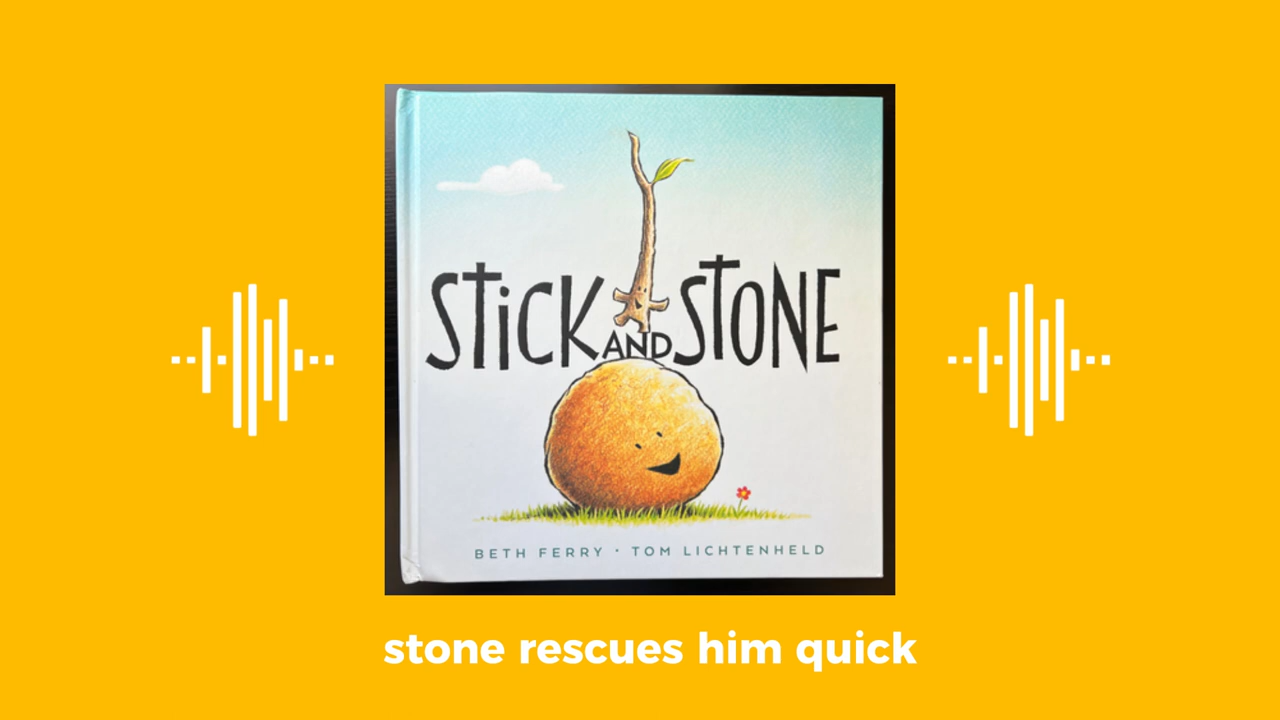 STiCK AND STONE
BETH FERRY · TOM LICHTENHELD
stone rescues him quick